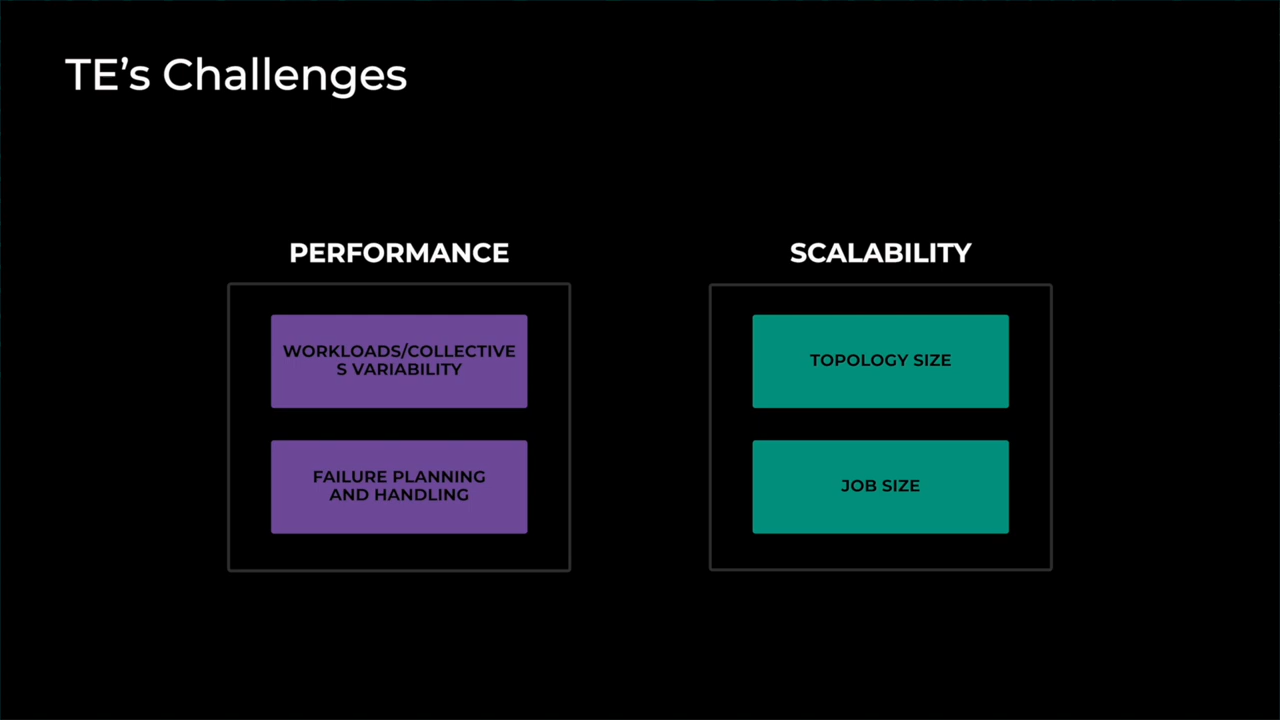 TE’s Challenges
PERFORMANCE
WORKLOADS/COLLECTIVE
S VARIABILITY
FAILURE PLANNING
AND HANDLING
SCALABILITY
TOPOLOGY SIZE
JOB SIZE